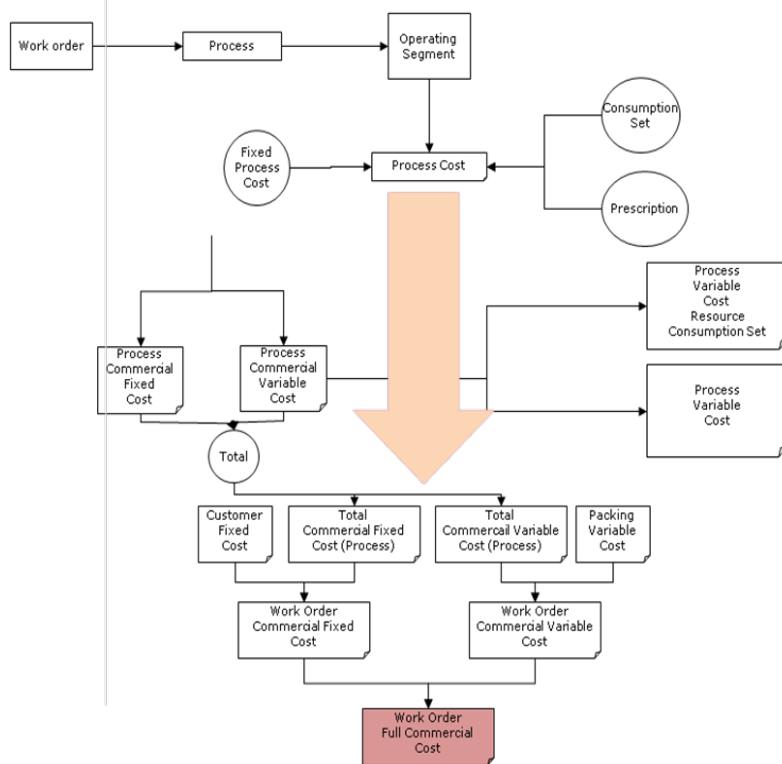 Work order
Process
Operating
Segment
Consumption
Set
Fixed
Process
Cost
Process Cost
Prescription
Process
Variable
Cost
Resource
Consumption Set
Process
Commercial
Fixed
Cost
Process
Commercial
Variable
Cost
Process
Variable
Cost
Total
Customer
Fixed
Cost
Total
Commercial Fixed
Cost (Process)
Total
Commercail Variable
Cost (Process)
Packing
Variable
Cost
Work Order
Commercial Fixed
Cost
Work Order
Commercial Variable
Cost
Work Order
Full Commercial
Cost